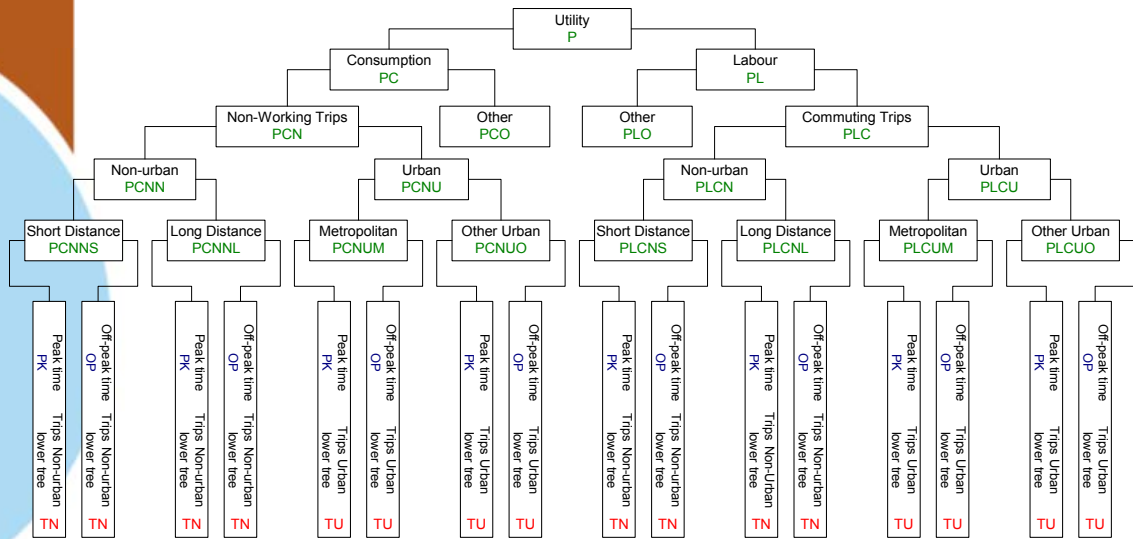 Utility
P
Consumption
PC
Labour
PL
Non-Working Trips
PCN
Other
PCO
Other
PLO
Commuting Trips
PLC
Non-urban
PCNN
Urban
PCNU
Non-urban
PLCN
Urban
PLCU
Short Distance
PCNNS
Long Distance
PCNNL
Metropolitan
PCNUM
Other Urban
PCNUO
Short Distance
PLCNS
Long Distance
PLCNL
Metropolitan
PLCUM
Other Urban
PLCUO
Peak time
PK
Trips Non-urban
lower tree
TN
Off-peak time
OP
Trips Non-urban
lower tree
TN
Peak time
PK
Trips Non-urban
lower tree
TN
Off-peak time
OP
Trips Non-urban
lower tree
TN
Peak time
PK
Trips Urban
lower tree
TU
Off-peak time
OP
Trips Urban
lower tree
TU
Peak time
PK
Trips Urban
lower tree
TU
Off-peak time
OP
Trips Urban
lower tree
TU
Peak time
PK
Trips Non-urban
lower tree
TN
Off-peak time
OP
Trips Non-urban
lower tree
TN
Peak time
PK
Trips Non-Urban
lower tree
TN
Off-peak time
OP
Trips Non-urban
lower tree
TN
Peak time
PK
Trips Urban
lower tree
TU
Off-peak time
OP
Trips Urban
lower tree
TU
Peak time
PK
Trips Urban
lower tree
TU
Off-peak time
OP
Trips Urban
lower tree
TU